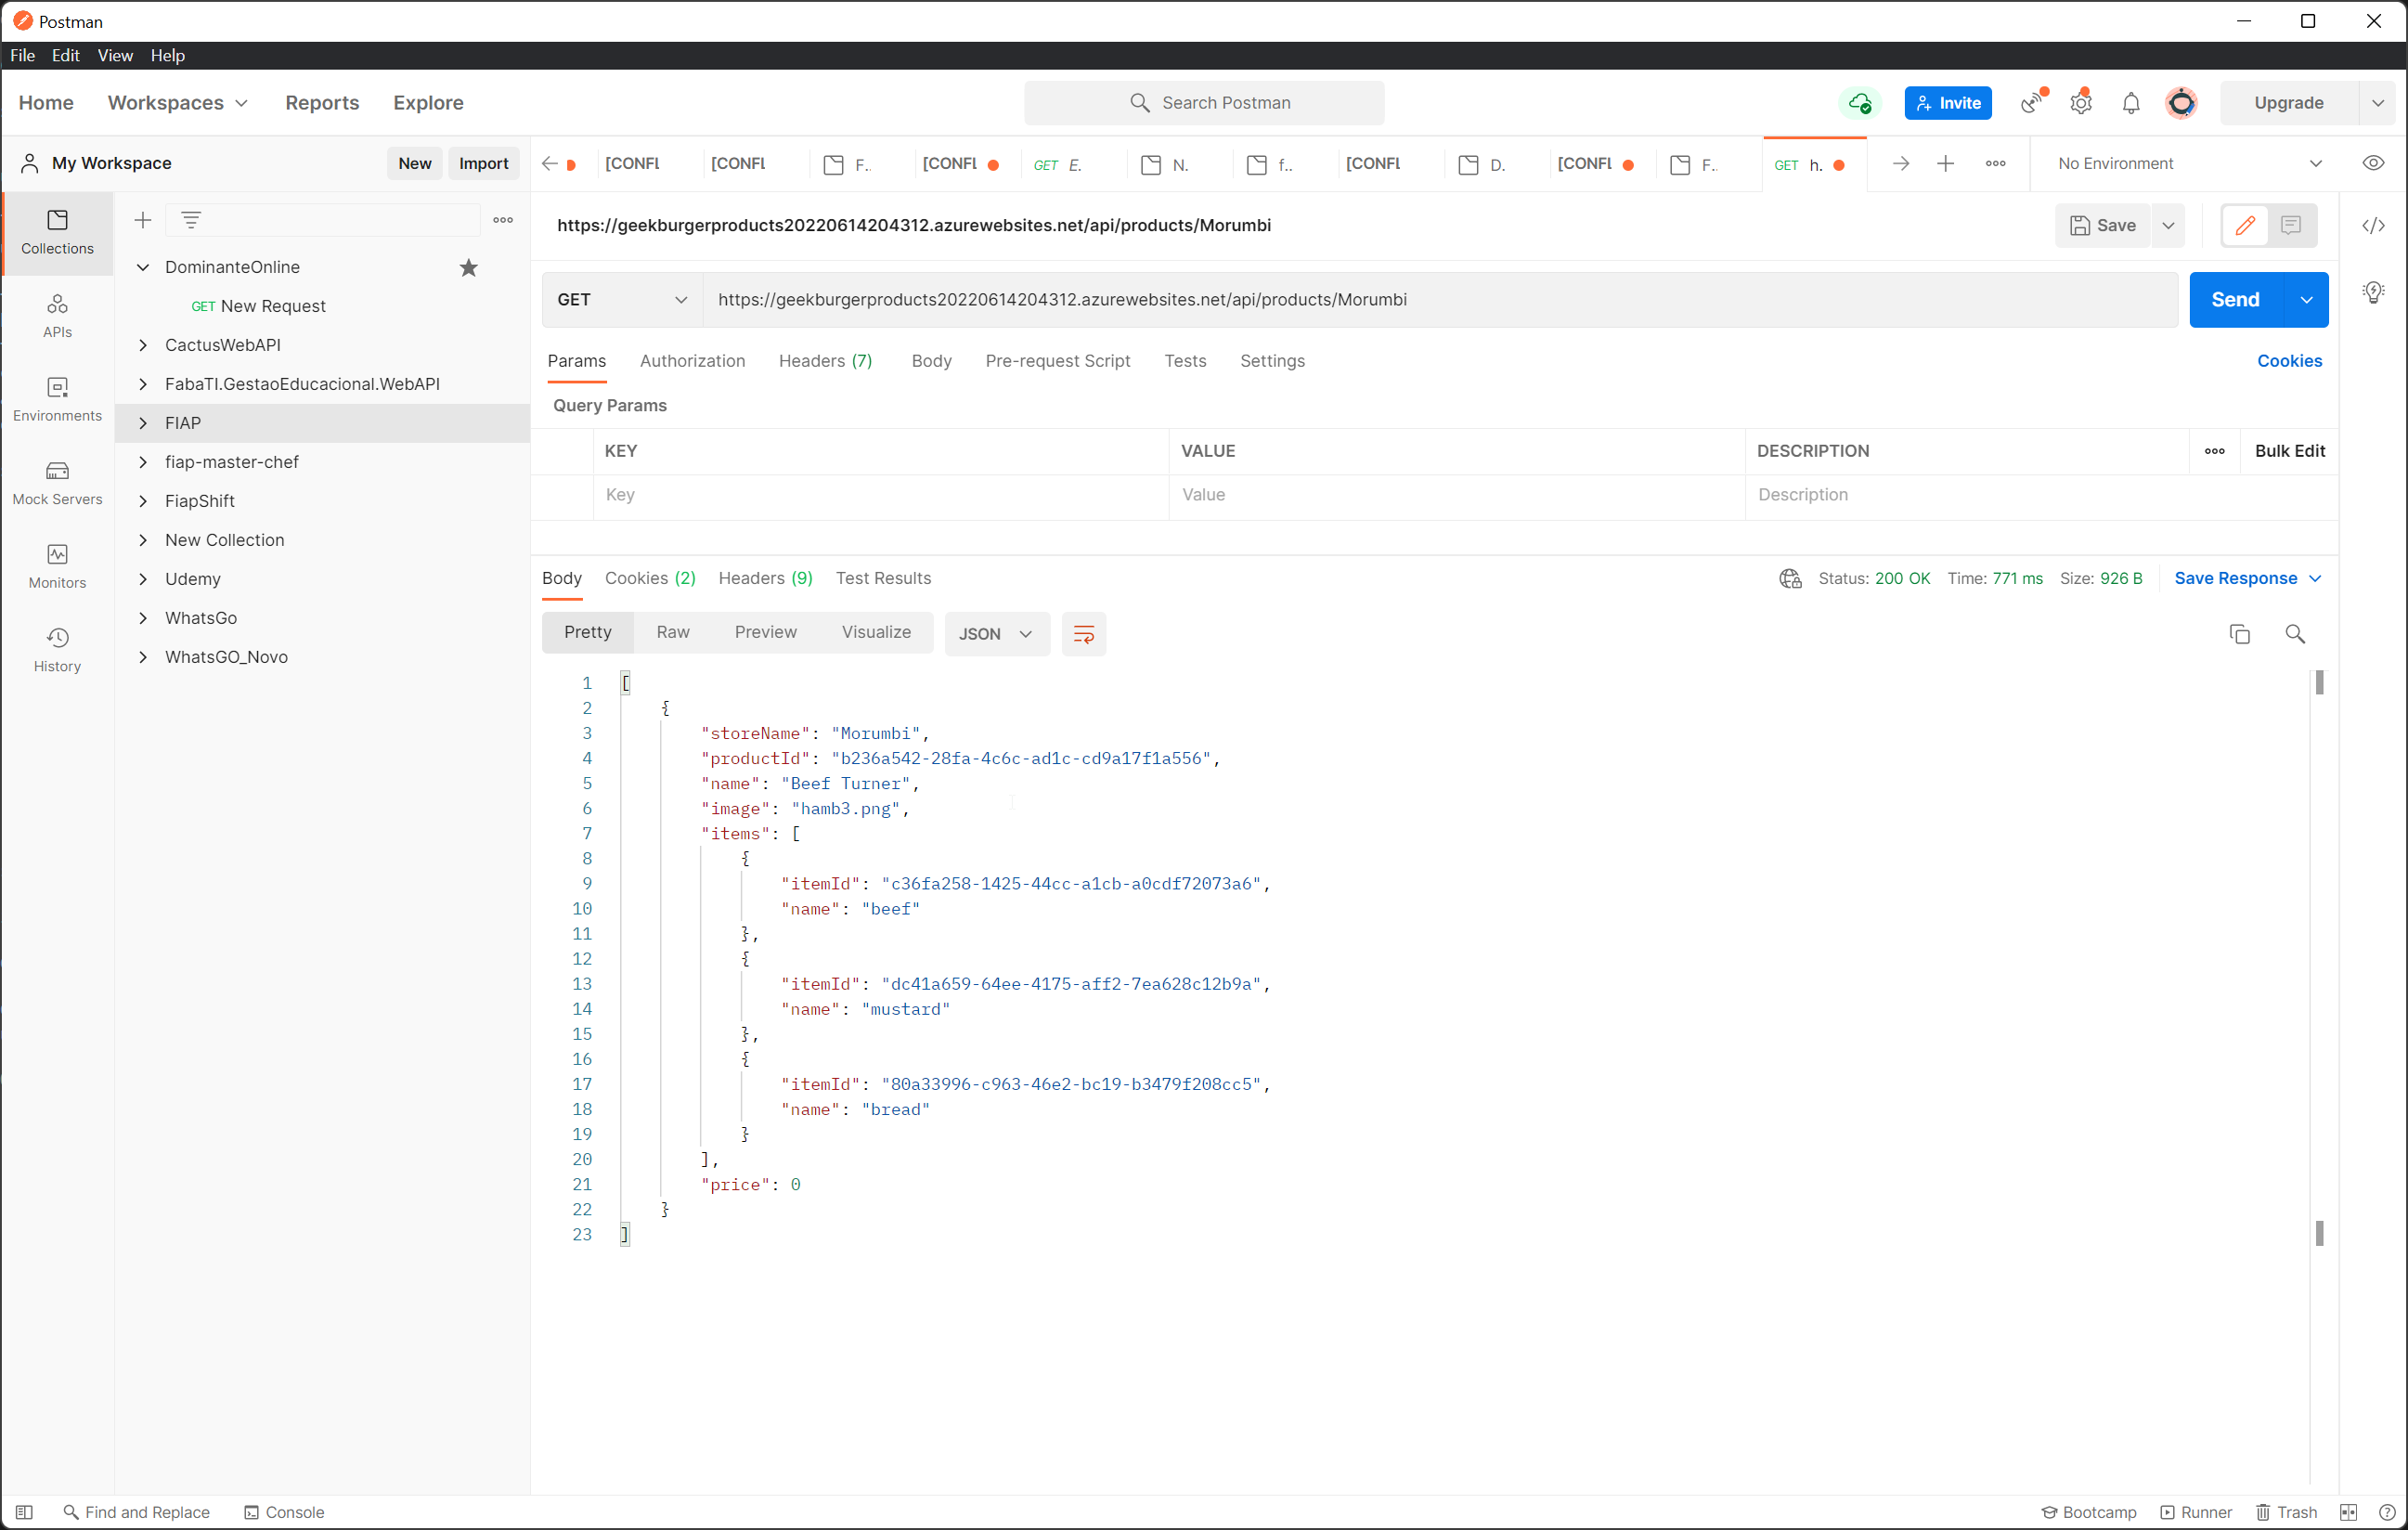 Postman
File Edit View Help
Home Workspaces Reports Explore
Search Postman
Invite
Upgrade
My Workspace
New Import
[CONFL [CONFL F.. [CONFL GET E. N. f.. [CONFL D. [CONFL F.. GET h.
No Environment
Collections
APIs
Environments
Mock Servers
Monitors
History
DominanteOnline
GET New Request
CactusWebAPI
FabaTI.GestaoEducacional.WebAPI
FIAP
fiap-master-chef
FiapShift
New Collection
Udemy
WhatsGo
WhatsGO_Novo
https://geekburgerproducts20220614204312.azurewebsites.net/api/products/Morumbi
Save
GET https://geekburgerproducts20220614204312.azurewebsites.net/api/products/Morumbi
Send
Params Authorization Headers (7) Body Pre-request Script Tests Settings
Cookies
Query Params
KEY VALUE DESCRIPTION
Bulk Edit
Key Value Description
Body Cookies (2) Headers (9) Test Results
Status: 200 OK Time: 771 ms Size: 926 B Save Response
Pretty Raw Preview Visualize JSON
1 [
2 {
3 "storeName": "Morumbi",
4 "productId": "b236a542-28fa-4c6c-ad1c-cd9a17f1a556",
5 "name": "Beef Turner",
6 "image": "hamb3.png",
7 "items": [
8 {
9 "itemId": "c36fa258-1425-44cc-a1cb-a0cdf72073a6",
10 "name": "beef"
11 },
12 {
13 "itemId": "dc41a659-64ee-4175-aff2-7ea628c12b9a",
14 "name": "mustard"
15 },
16 {
17 "itemId": "80a33996-c963-46e2-bc19-b3479f208cc5",
18 "name": "bread"
19 }
20 ],
21 "price": 0
22 }
23 ]
Find and Replace Console
Bootcamp Runner Trash